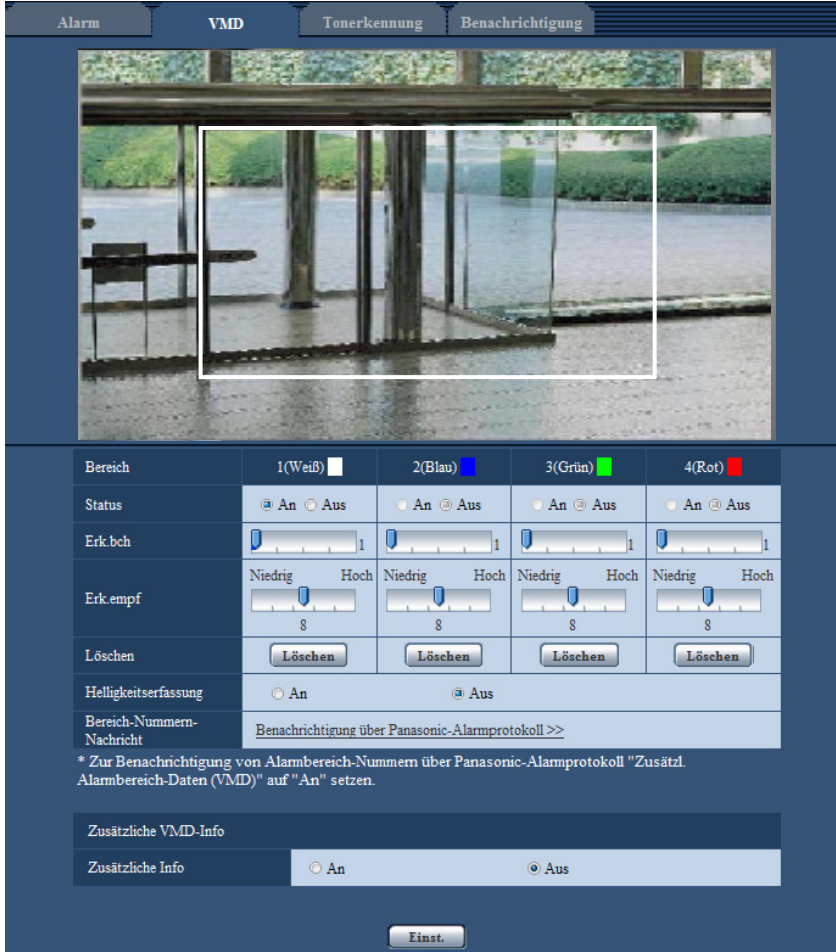 Alarm VMD Tonerkennung Benachrichtigung
Bereich 1(Weiß) 2(Blau) 3(Grün) 4(Rot)
Status An Aus An Aus An Aus An Aus
Erk.bch 1 1 1 1
Niedrig Hoch Niedrig Hoch Niedrig Hoch Niedrig Hoch
Erk.empf
8 8 8 8
Löschen Löschen Löschen Löschen Löschen
Helligkeitserfassung An Aus
Bereich-Nummern-
Nachricht
Benachrichtigung über Panasonic-Alarmprotokoll >>
* Zur Benachrichtigung von Alarmbereich-Nummern über Panasonic-Alarmprotokoll "Zusätzl.
Alarmbereich-Daten (VMD)" auf "An" setzen.
Zusätzliche VMD-Info
Zusätzliche Info An Aus
Einst.